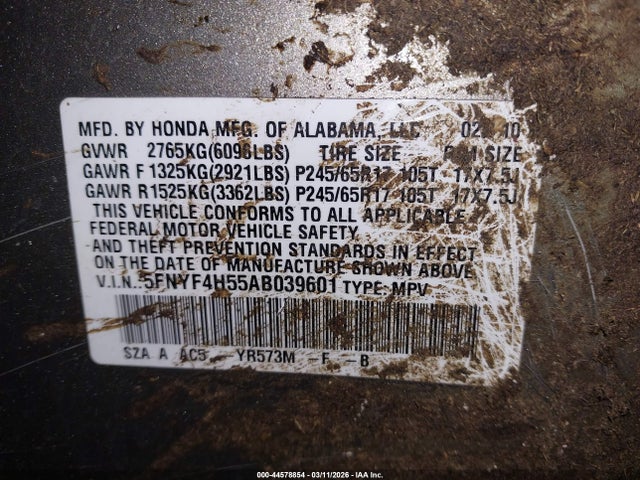 MFD. BY HONDA MFG. OF ALABAMA, LLC 10
GVWR 2765KG(6096LBS) TIRE SIZE SIZE
GAWR F 1325KG(2921LBS) P245/65R17 105T 17X7.5J
GAWR R 1525KG(3362LBS) P245/65R17 105T 17X7.5J
THIS VEHICLE CONFORMS TO ALL APPLICABLE
FEDERAL MOTOR VEHICLE SAFETY
AND THEFT PREVENTION STANDARDS IN EFFECT
ON THE DATE OF MANUFACTURE SHOWN ABOVE
V.I.N.:5FNYF4H55AB039601 TYPE: MPV
SZA A AC5 YR573M -F -B
000-44578854 - 03/11/2026 - IAA Inc.